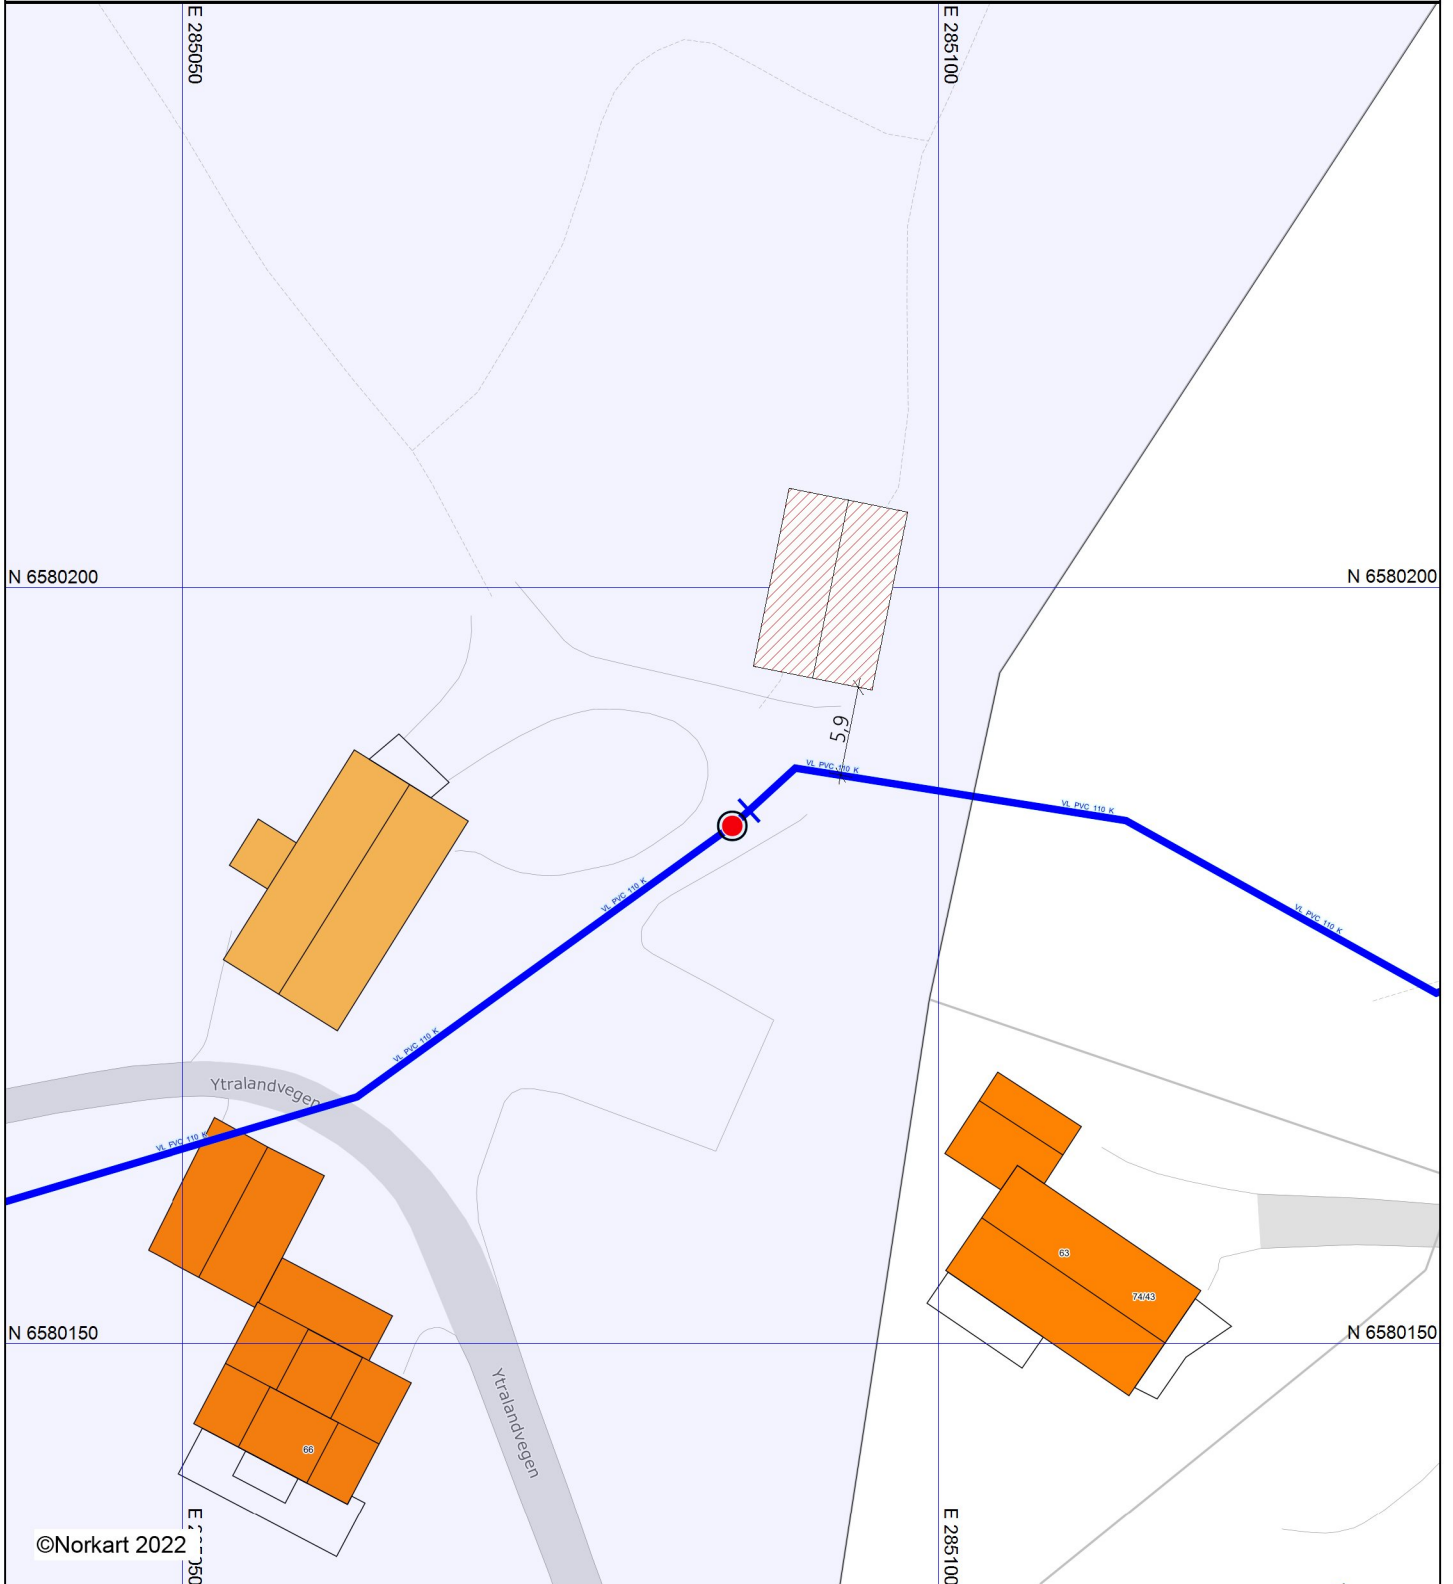 E 285050
E 285100
N 6580200
N 6580200
5,9
VL PVC 110 K
VL PVC 110 K
VL PVC 110 K
VL PVC 110 K
VL PVC 110 K
Ytralandvegen
VL PVC 110 K
63
74/43
N 6580150
N 6580150
Ytralandvegen
66
E 285050
E 285100
©Norkart 2022